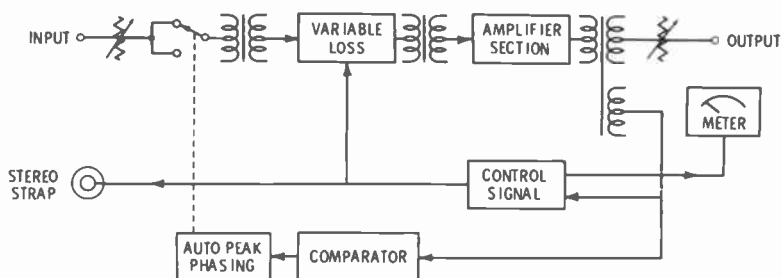 INPUT
VARIABLE
LOSS
AMPLIFIER
SECTION
OUTPUT
METER
STEREO
STRAP
CONTROL
SIGNAL
AUTO PEAK
PHASING
COMPARATOR